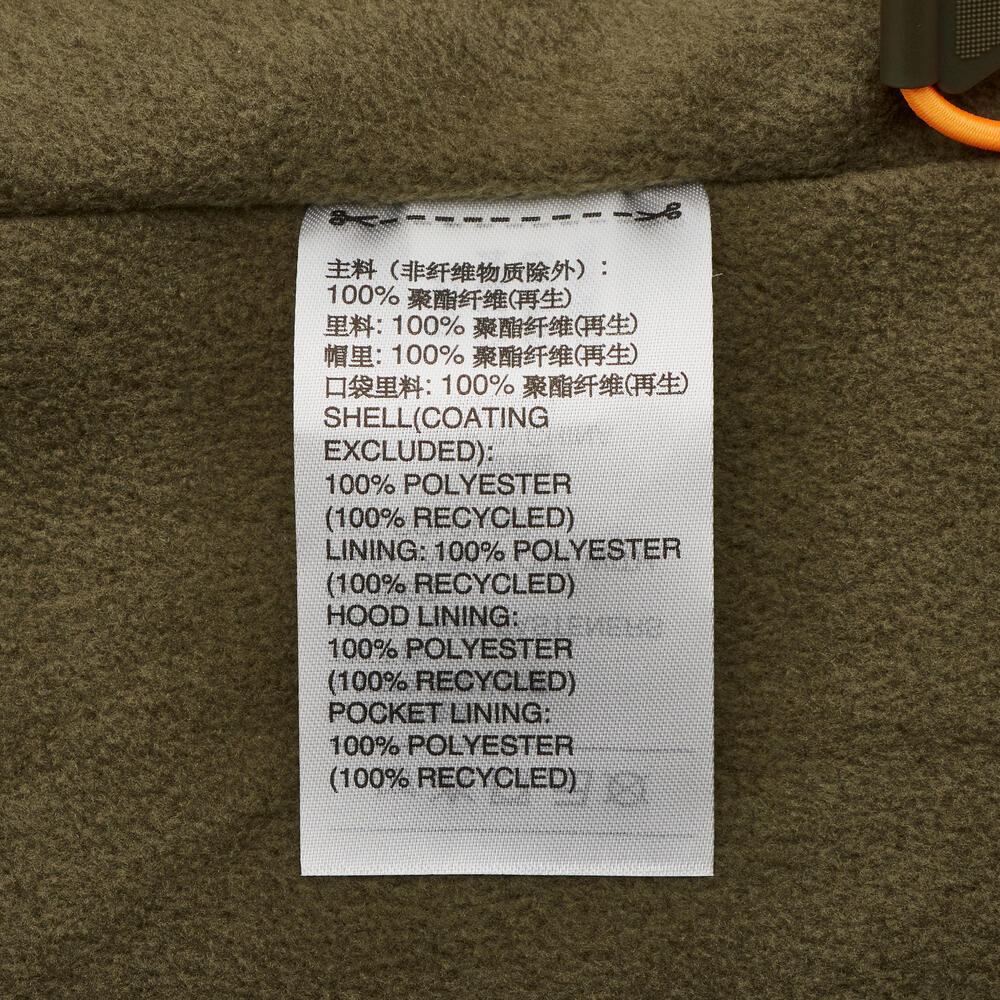 主料（非纤维物质除外）:
100% 聚酯纤维(再生)
里料: 100% 聚酯纤维(再生)
帽里: 100% 聚酯纤维(再生)
口袋里料: 100% 聚酯纤维(再生)
SHELL(COATING
EXCLUDED):
100% POLYESTER
(100% RECYCLED)
LINING: 100% POLYESTER
(100% RECYCLED)
HOOD LINING:
100% POLYESTER
(100% RECYCLED)
POCKET LINING:
100% POLYESTER
(100% RECYCLED)